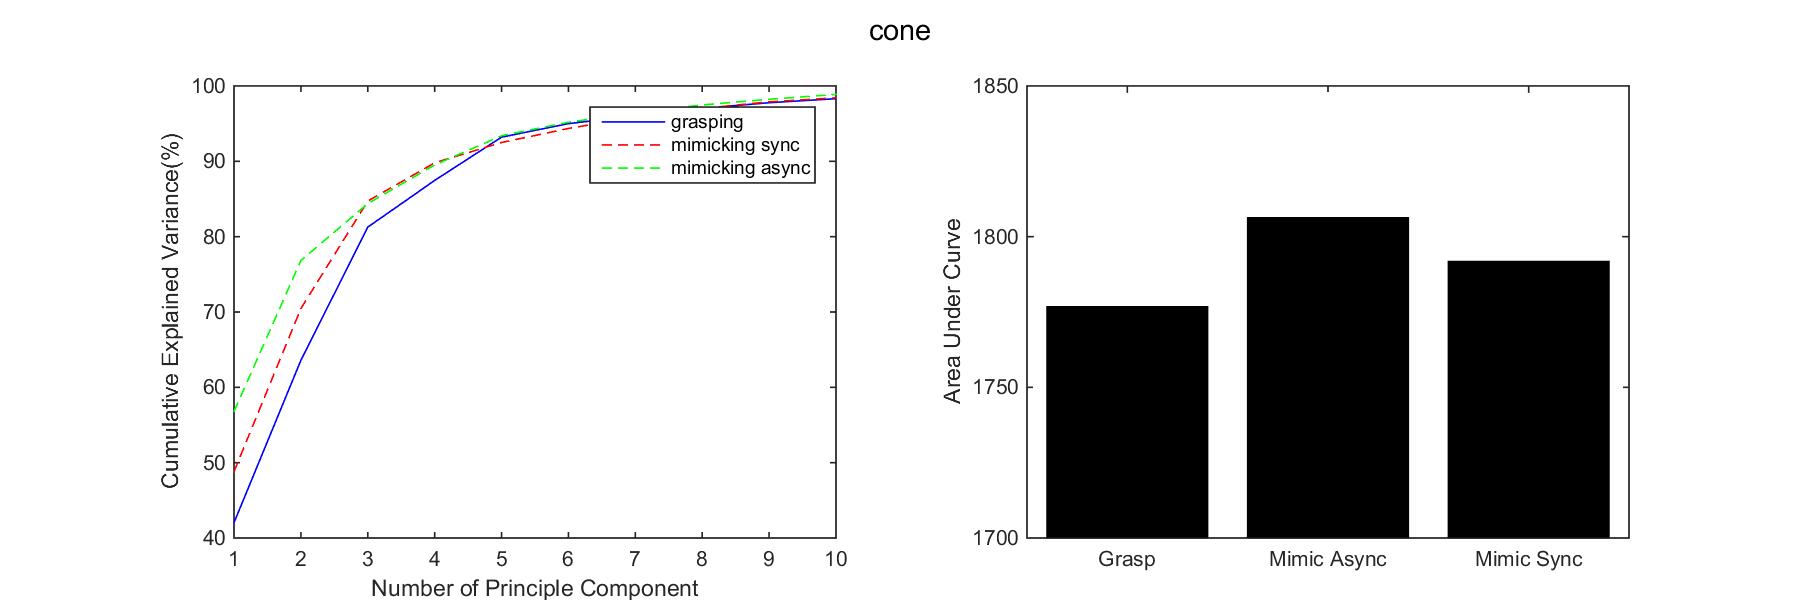 cone
Cumulative Explained Variance(%)
100
90
80
70
60
50
40
1 2 3 4 5 6 7 8 9 10
Number of Principle Component
grasping
mimicking sync
mimicking async
Area Under Curve
1850
1800
1750
1700
Grasp Mimic Async Mimic Sync